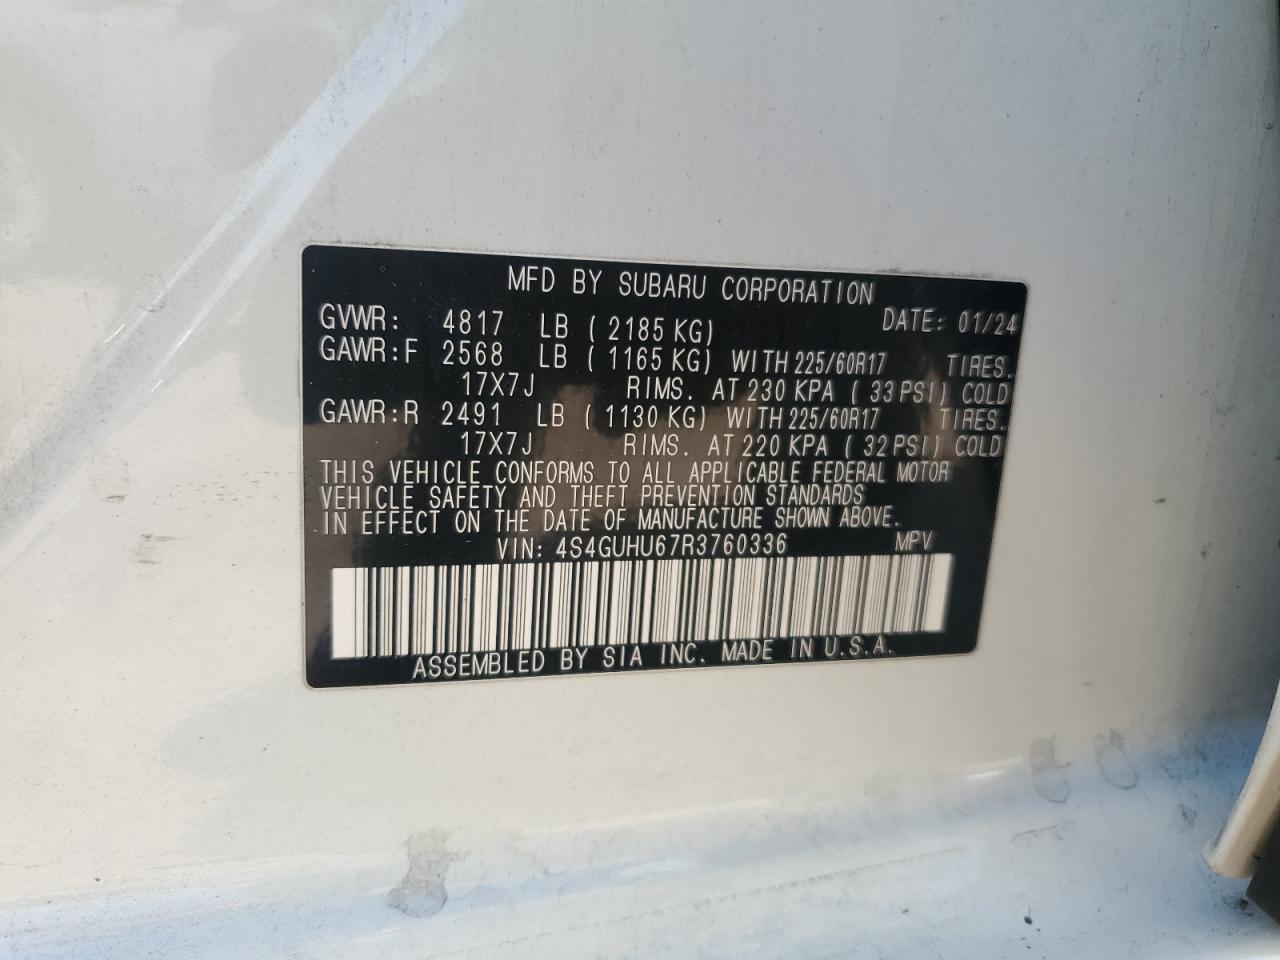 MFD BY SUBARU CORPORATION
GVWR: 4817 LB (2185 KG) DATE: 01/24
GAWR:F 2568 LB (1165 KG) WITH 225/60R17 TIRES.
17X7J RIMS. AT 230 KPA (33 PSI) COLD
GAWR:R 2491 LB (1130 KG) WITH 225/60R17 TIRES.
17X7J RIMS. AT 220 KPA (32 PSI) COLD
THIS VEHICLE CONFORMS TO ALL APPLICABLE FEDERAL MOTOR
VEHICLE SAFETY AND THEFT PREVENTION STANDARDS
IN EFFECT ON THE DATE OF MANUFACTURE SHOWN ABOVE.
VIN: 4S4GUHU67R3760336 MPV
ASSEMBLED BY SIA INC. MADE IN U.S.A.